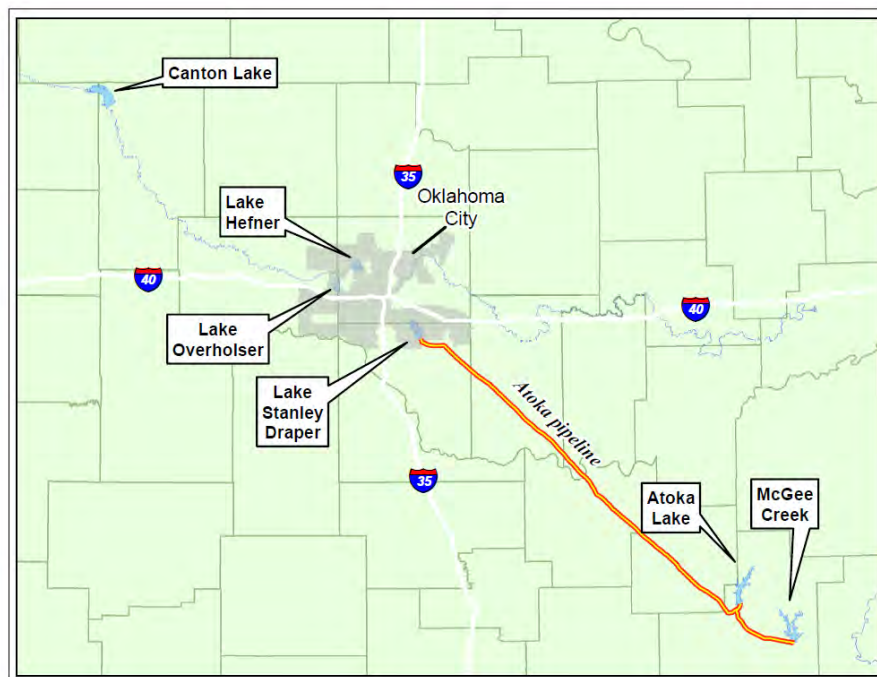 Canton Lake
35
Lake
Hefner
Oklahoma
City
40
40
Lake
Overholser
Lake
Stanley
Draper
Atoka pipeline
35
Atoka
Lake
McGee
Creek